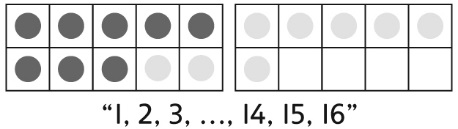 “1, 2, 3, ..., 14, 15, 16”